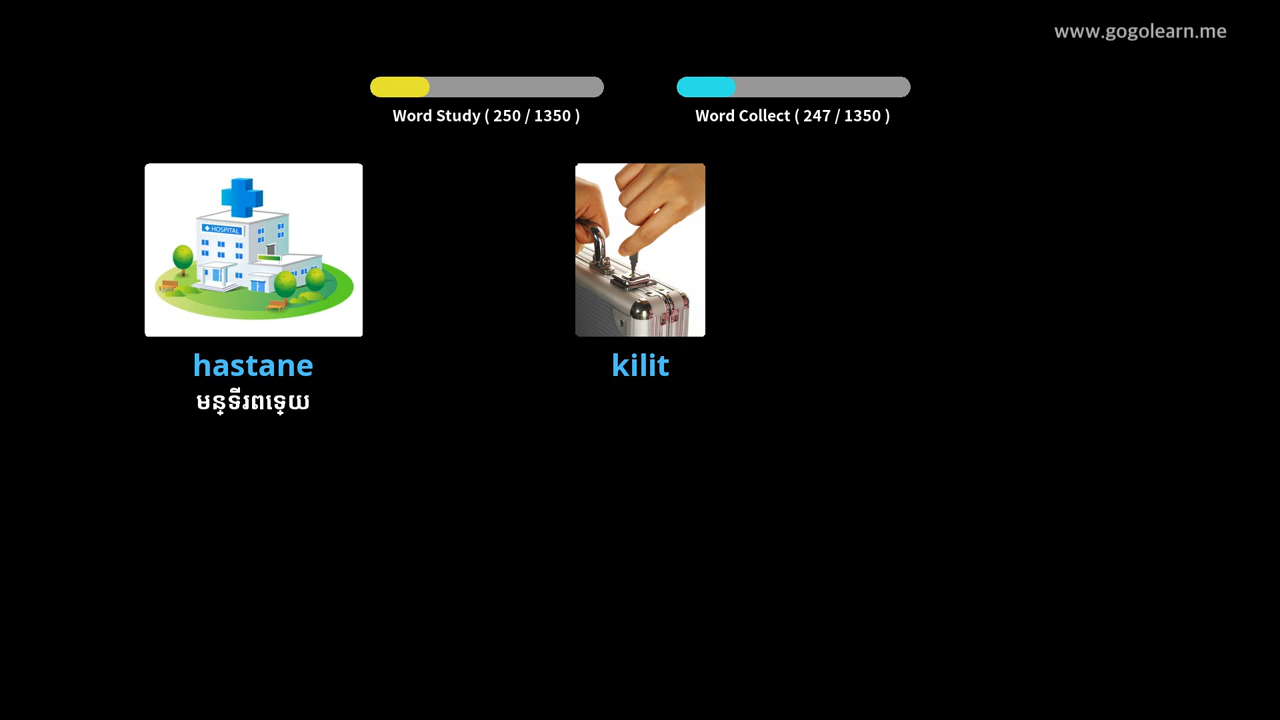 www.gogolearn.me
Word Study ( 250 / 1350 )
Word Collect ( 247 / 1350 )
HOSPITAL
hastane
kilit
មន្ទីរពេទ្យ